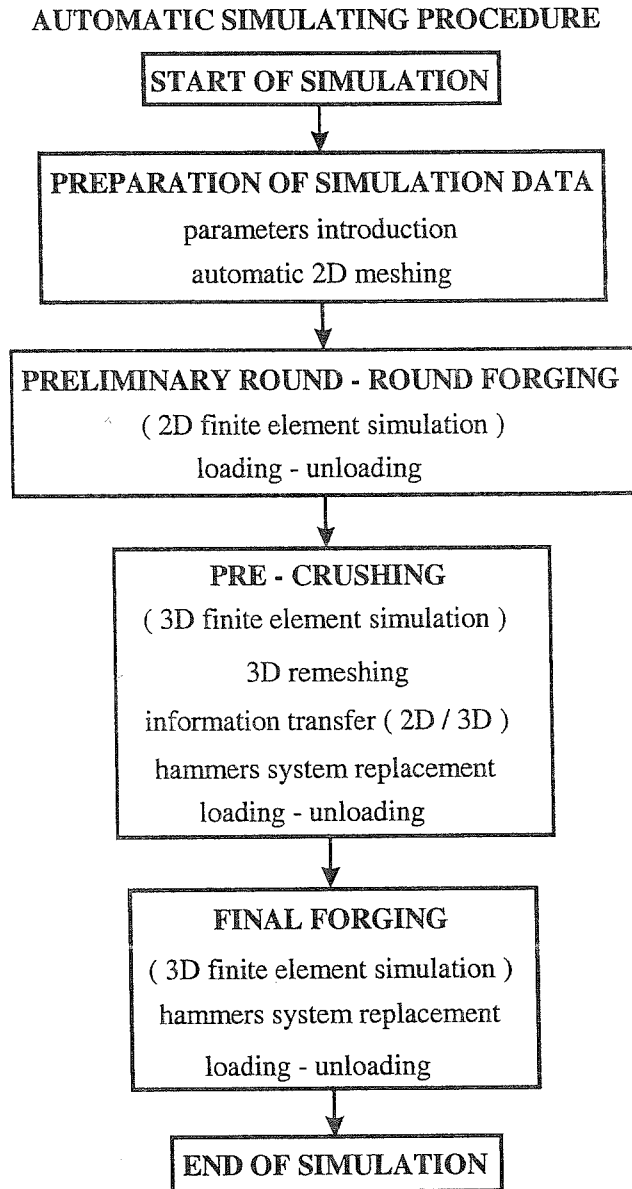 AUTOMATIC SIMULATING PROCEDURE
START OF SIMULATION
PREPARATION OF SIMULATION DATA
parameters introduction
automatic 2D meshing
PRELIMINARY ROUND - ROUND FORGING
( 2D finite element simulation )
loading - unloading
PRE - CRUSHING
( 3D finite element simulation )
3D remeshing
information transfer ( 2D / 3D )
hammers system replacement
loading - unloading
FINAL FORGING
( 3D finite element simulation )
hammers system replacement
loading - unloading
END OF SIMULATION